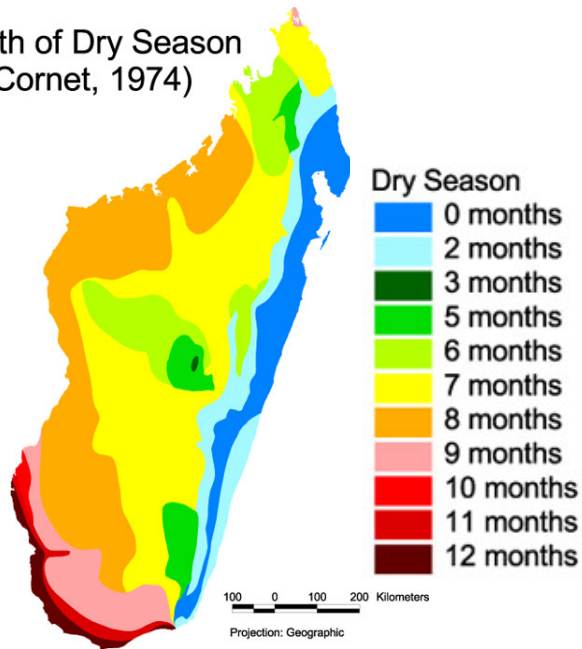 th of Dry Season
Cornet, 1974)
Dry Season
0 months
2 months
3 months
5 months
6 months
7 months
8 months
9 months
10 months
11 months
12 months
100 0 100 200 Kilometers
Projection: Geographic